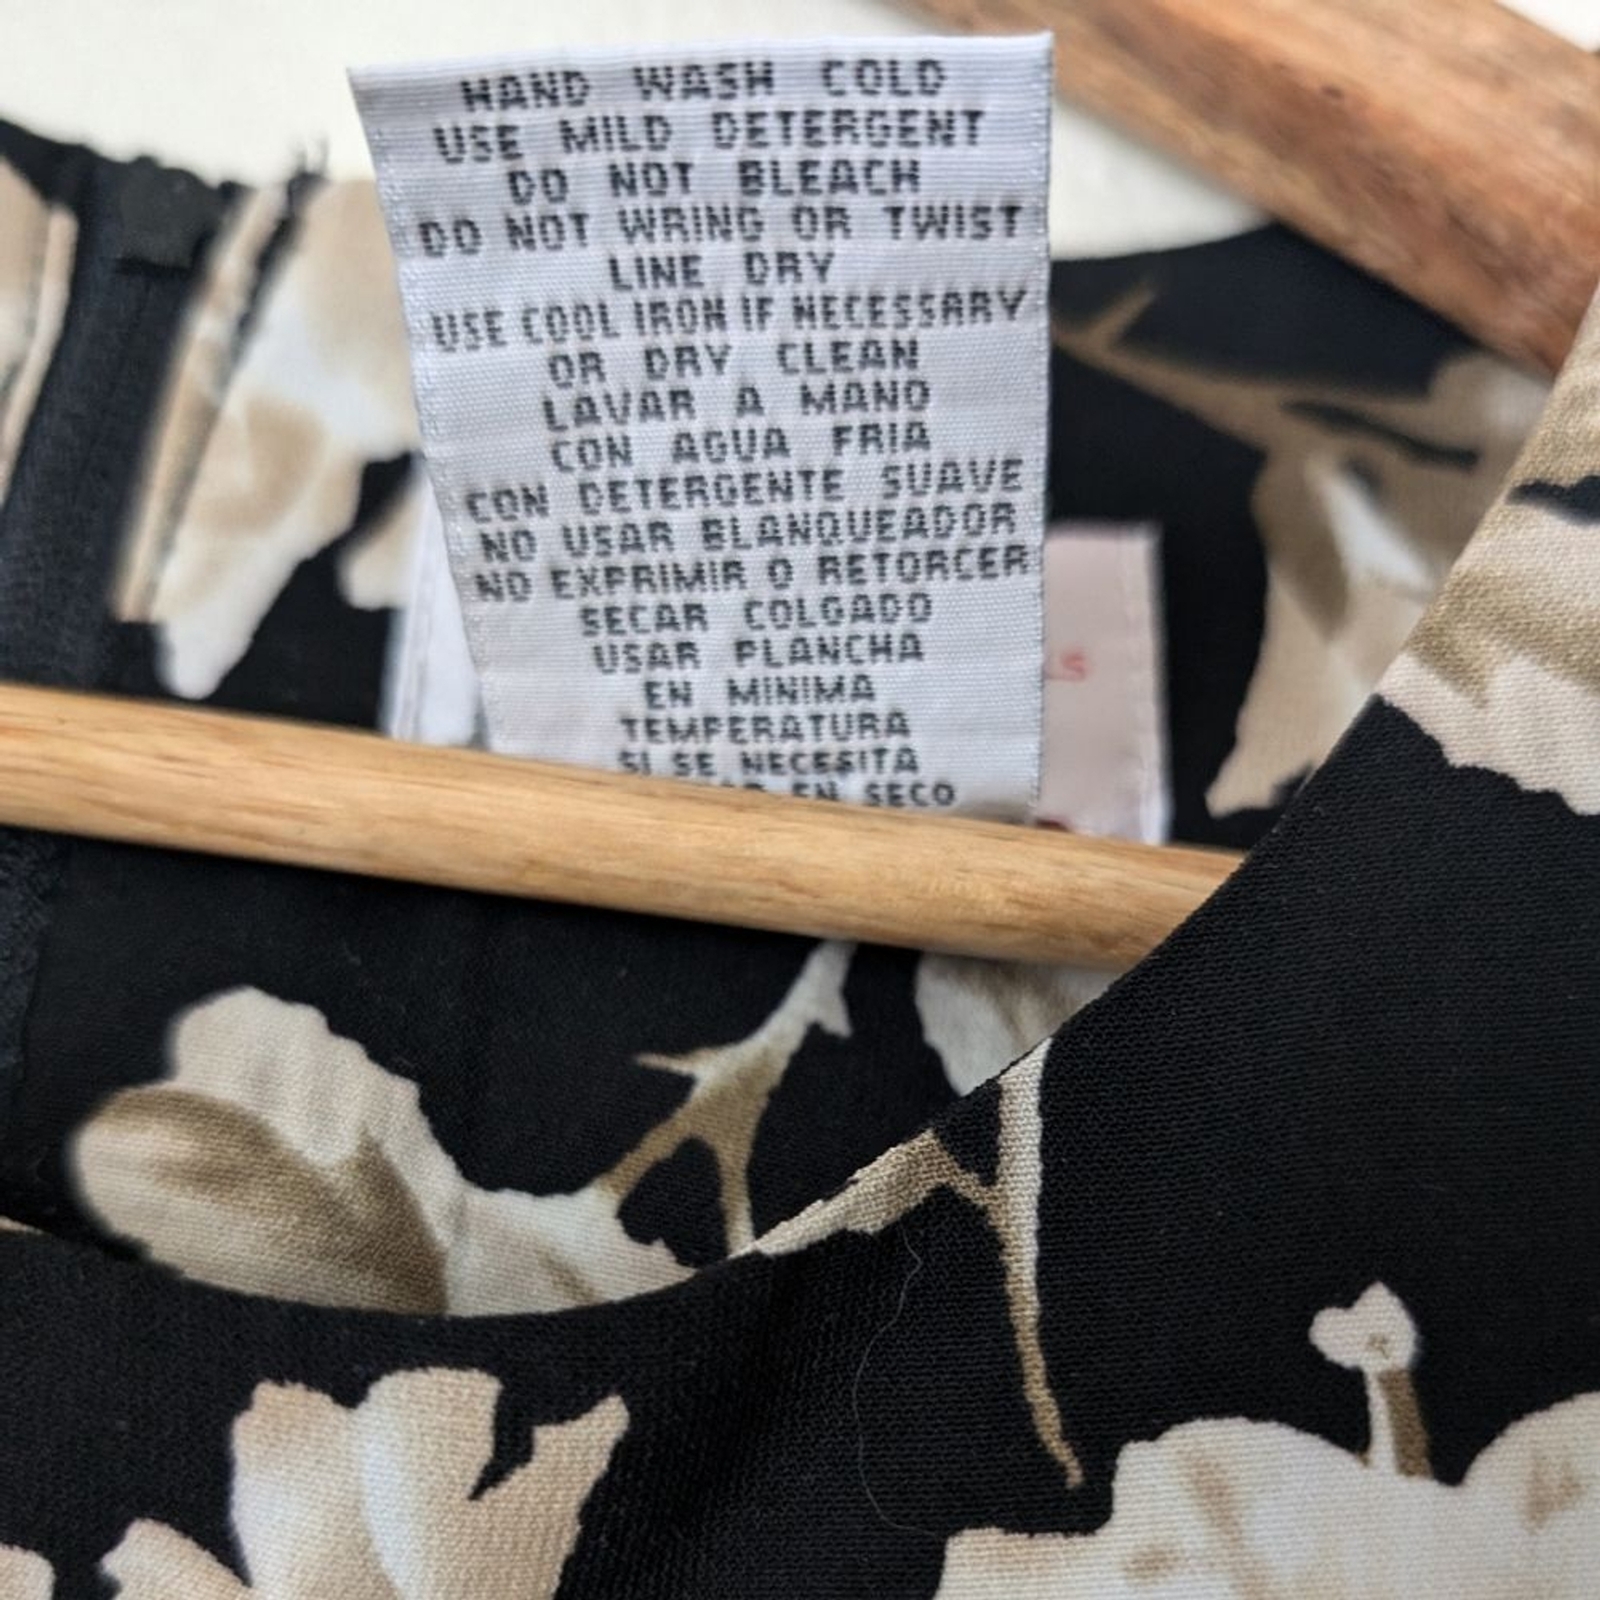 HAND WASH COLD
USE MILD DETERGENT
DO NOT BLEACH
DO NOT WRING OR TWIST
LINE DRY
USE COOL IRON IF NECESSARY
OR DRY CLEAN
LAVAR A MANO
CON AGUA FRIA
CON DETERGENTE SUAVE
NO USAR BLANQUEADOR
NO EXPRIMIR O RETORCER
SECAR COLGADO
USAR PLANCHA
EN MINIMA
TEMPERATURA
SI SE NECESITA
EN SECO